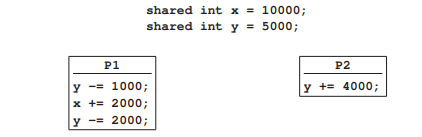 shared int x = 10000;
shared int y = 5000;
P1
y -= 1000;
x += 2000;
y -= 2000;
P2
y += 4000;